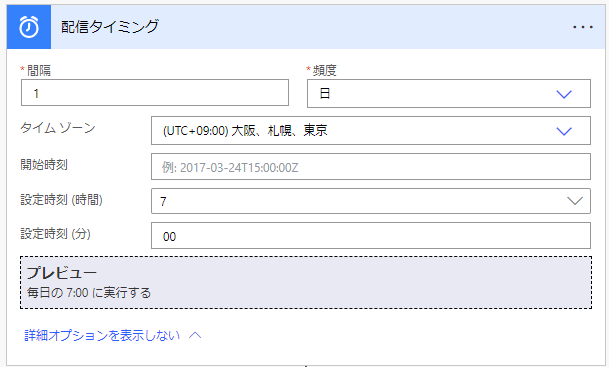 配信タイミング
* 間隔
* 頻度
1
日
タイム ゾーン
(UTC+09:00) 大阪、札幌、東京
開始時刻
例: 2017-03-24T15:00:00Z
設定時刻 (時間)
7
設定時刻 (分)
00
プレビュー
毎日の 7:00 に実行する
詳細オプションを表示しない